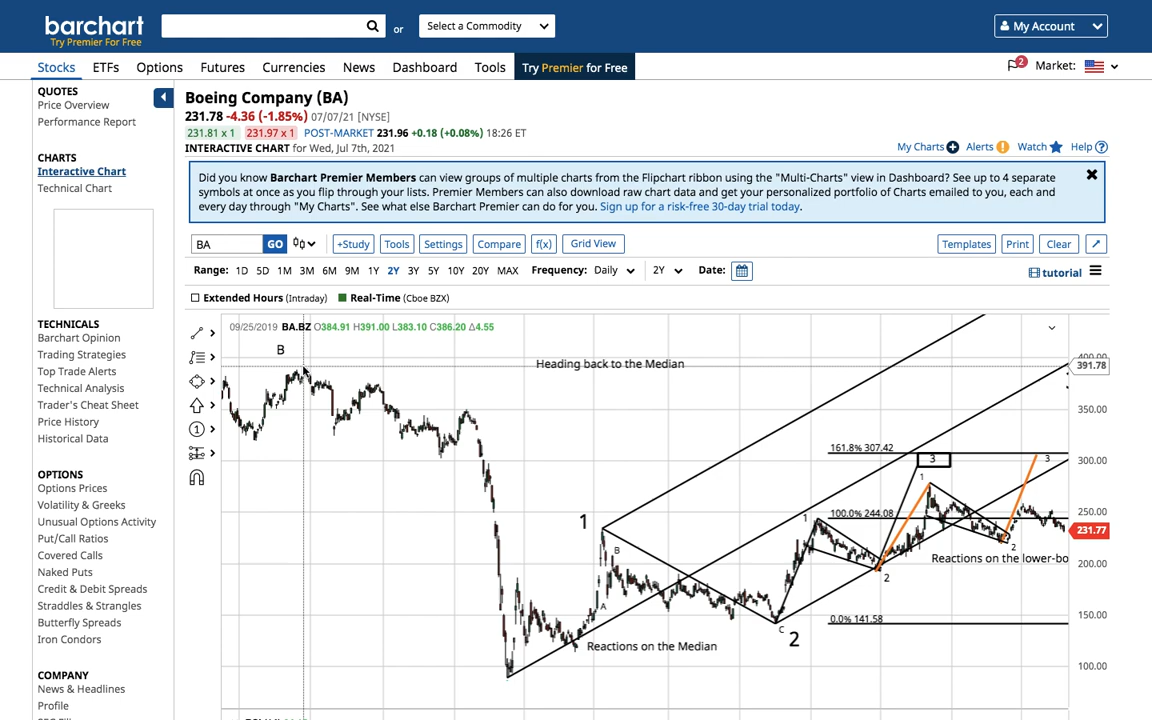 barchart
Try Premier For Free
or
Select a Commodity
My Account
Stocks ETFs Options Futures Currencies News Dashboard Tools Try Premier for Free
2 Market:
QUOTES
Price Overview
Performance Report
CHARTS
Interactive Chart
Technical Chart
TECHNICALS
Barchart Opinion
Trading Strategies
Top Trade Alerts
Technical Analysis
Trader's Cheat Sheet
Price History
Historical Data
OPTIONS
Options Prices
Volatility & Greeks
Unusual Options Activity
Put/Call Ratio
Covered Calls
Naked Puts
Credit & Debit Spreads
Straddles & Strangles
Butterfly Spreads
Iron Condors
COMPANY
News & Headlines
Profile
Boeing Company (BA)
231.78 -4.36 (-1.85%) 07/07/21 [NYSE]
231.81 x 1 231.97 x 1 POST-MARKET 231.96 +0.18 (+0.08%) 18:26 ET
INTERACTIVE CHART for Wed, Jul 7th, 2021
My Charts Alerts Watch Help
Did you know Barchart Premier Members can view groups of multiple charts from the Flipchart ribbon using the "Multi-Charts" view in Dashboard? See up to 4 separate
symbols at once as you flip through your lists. Premier Members can also download raw chart data and get your personalized portfolio of Charts emailed to you, each and
every day through "My Charts". See what else Barchart Premier can do for you. Sign up for a risk-free 30-day trial today.
BA GO +Study Tools Settings Compare f(x) Grid View Templates Print Clear
Range: 1D 5D 1M 3M 6M 9M 1Y 2Y 3Y 5Y 10Y 20Y MAX Frequency: Daily 2Y Date: tutorial
Extended Hours (Intraday) Real-Time (Cboe BZX)
09/25/2019 BA.BZ O384.91 H391.00 L383.10 C386.20 Δ4.55
B
Heading back to the Median
400.00
391.78
350.00
161.8% 307.42
3
3
300.00
1
1
1
100.0% 244.08
250.00
231.77
B
2
2
Reactions on the lower-bo
200.00
A
0.0% 141.58
150.00
C
2
Reactions on the Median
100.00